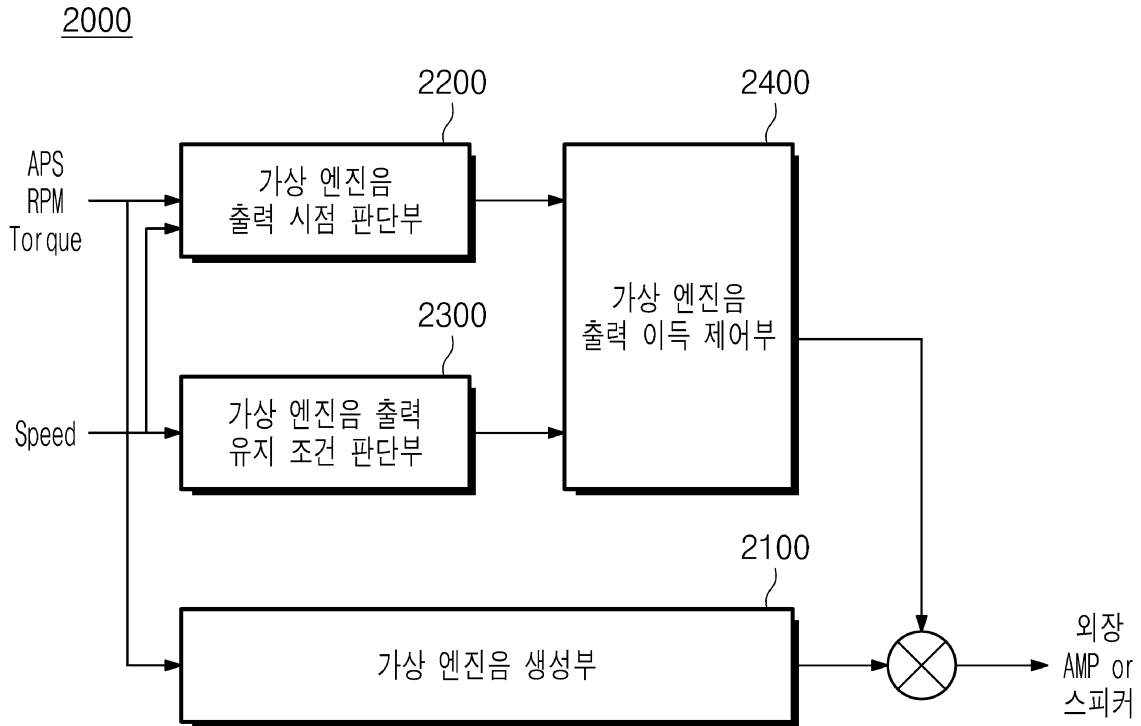 2000
2200
2400
APS
RPM
Torque
가상 엔진음
출력 시점 판단부
가상 엔진음
출력 이득 제어부
2300
Speed
가상 엔진음 출력
유지 조건 판단부
2100
가상 엔진음 생성부
외장
AMP or
스피커